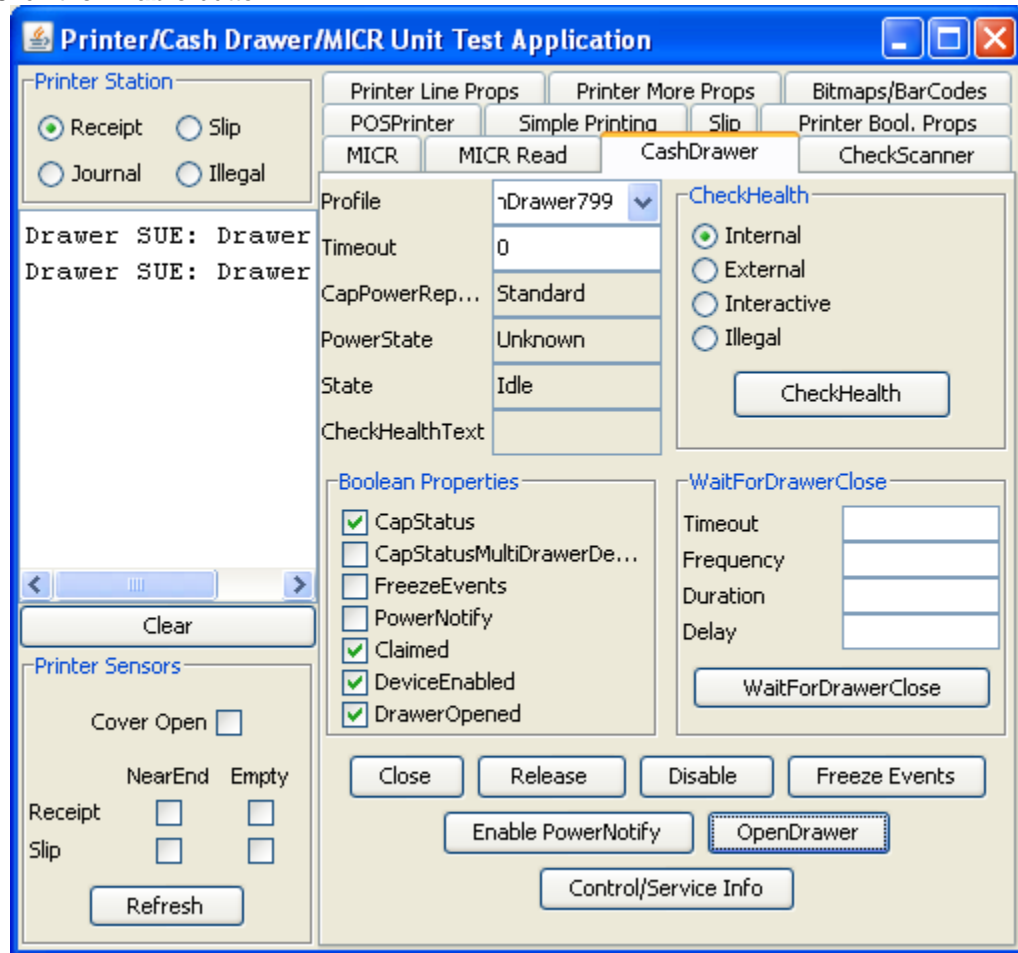 Printer/Cash Drawer/MICR Unit Test Application
Printer Station
Receipt
Slip
Journal
Illegal
Drawer SUE: Drawer
Drawer SUE: Drawer
Clear
Printer Sensors
Cover Open
NearEnd Empty
Receipt
Slip
Refresh
Printer Line Props
Printer More Props
Bitmaps/BarCodes
POSPrinter
Simple Printing
Slip
Printer Bool. Props
MICR
MICR Read
CashDrawer
CheckScanner
Profile
Drawer799
Timeout
0
CapPowerRep...
Standard
PowerState
Unknown
State
Idle
CheckHealthText
CheckHealth
Internal
External
Interactive
Illegal
CheckHealth
Boolean Properties
CapStatus
CapStatusMultiDrawerDe...
FreezeEvents
PowerNotify
Claimed
DeviceEnabled
DrawerOpened
WaitForDrawerClose
Timeout
Frequency
Duration
Delay
WaitForDrawerClose
Close
Release
Disable
Freeze Events
Enable PowerNotify
OpenDrawer
Control/Service Info